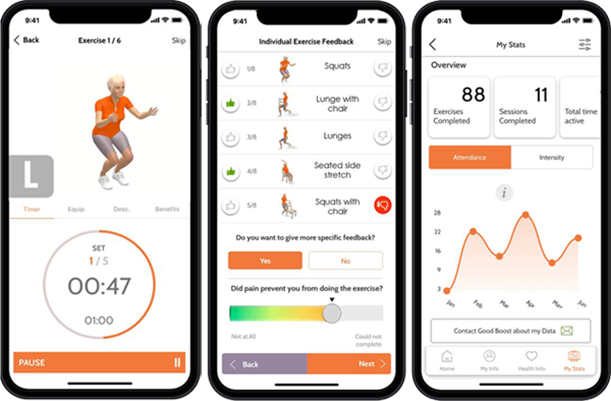 9:41
Back
Exercise 1 / 6
Skip
L
Timer
Equip.
Desc.
Benefits
SET
1 / 5
00:47
01:00
PAUSE
9:41
Individual Exercise Feedback
Skip
1/8
Squats
2/8
Lunge with
chair
3/8
Lunges
4/8
Seated side
stretch
5/8
Squats with
chair
Do you want to give more specific feedback?
Yes
No
Did pain prevent you from doing the exercise?
Not at All
Could not
complete
Back
Next
9:41
My Stats
Overview
88
Exercises
Completed
11
Sessions
Completed
Total time
active
Attendance
Intensity
i
28
21
15
9
3
Jan
Feb
Mar
Apr
May
Jun
Contact Good Boost about my Data
Home
My Info
Health Info
My Stats